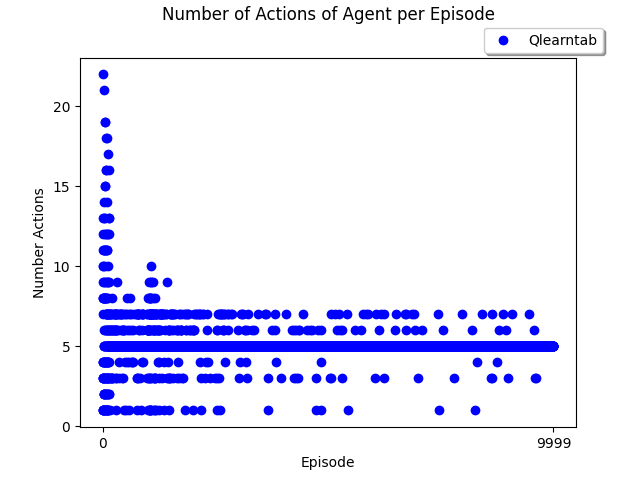 Number of Actions of Agent per Episode
Qlearntab
20
15
10
5
0
Number Actions
0 9999
Episode